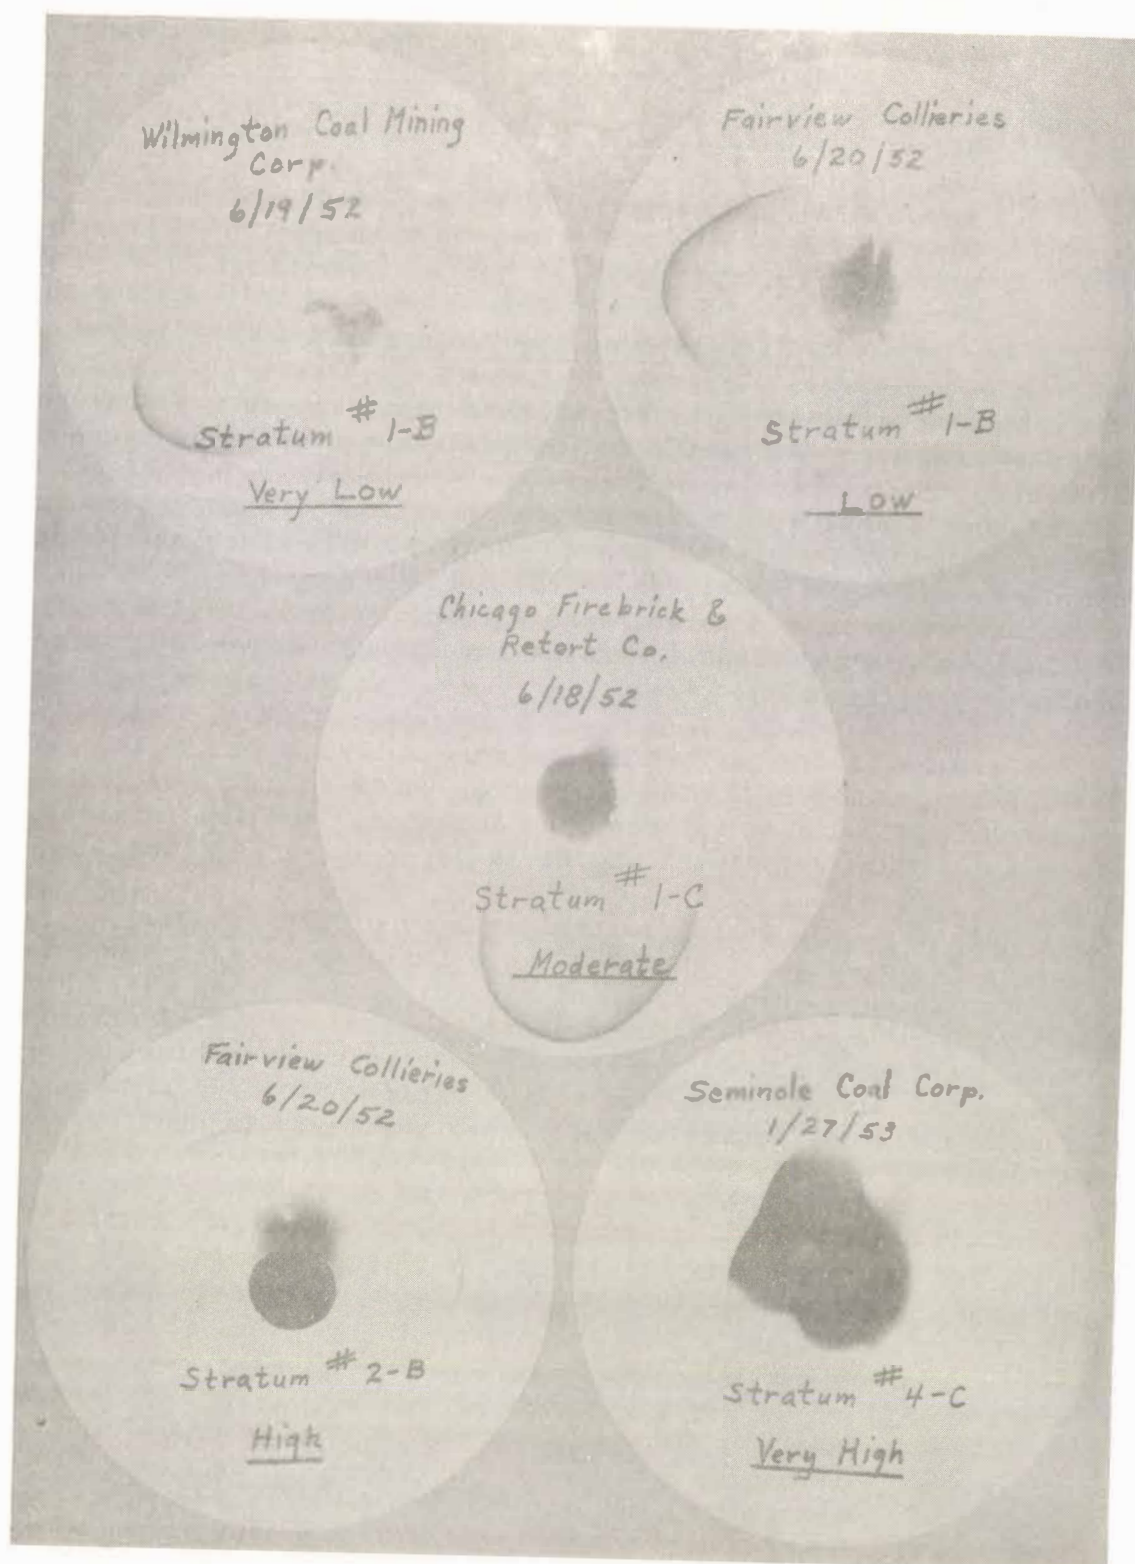 Wilmington Coal Mining
Corp.
6/19/52
Stratum # 1-B
Very Low
Fairview Collieries
6/20/52
Stratum # 1-B
Low
Chicago Firebrick &
Retort Co.
6/18/52
Stratum # 1-C
Moderate
Fairview Collieries
6/20/52
Stratum # 2-B
High
Seminole Coal Corp.
1/27/53
Stratum # 4-C
Very High